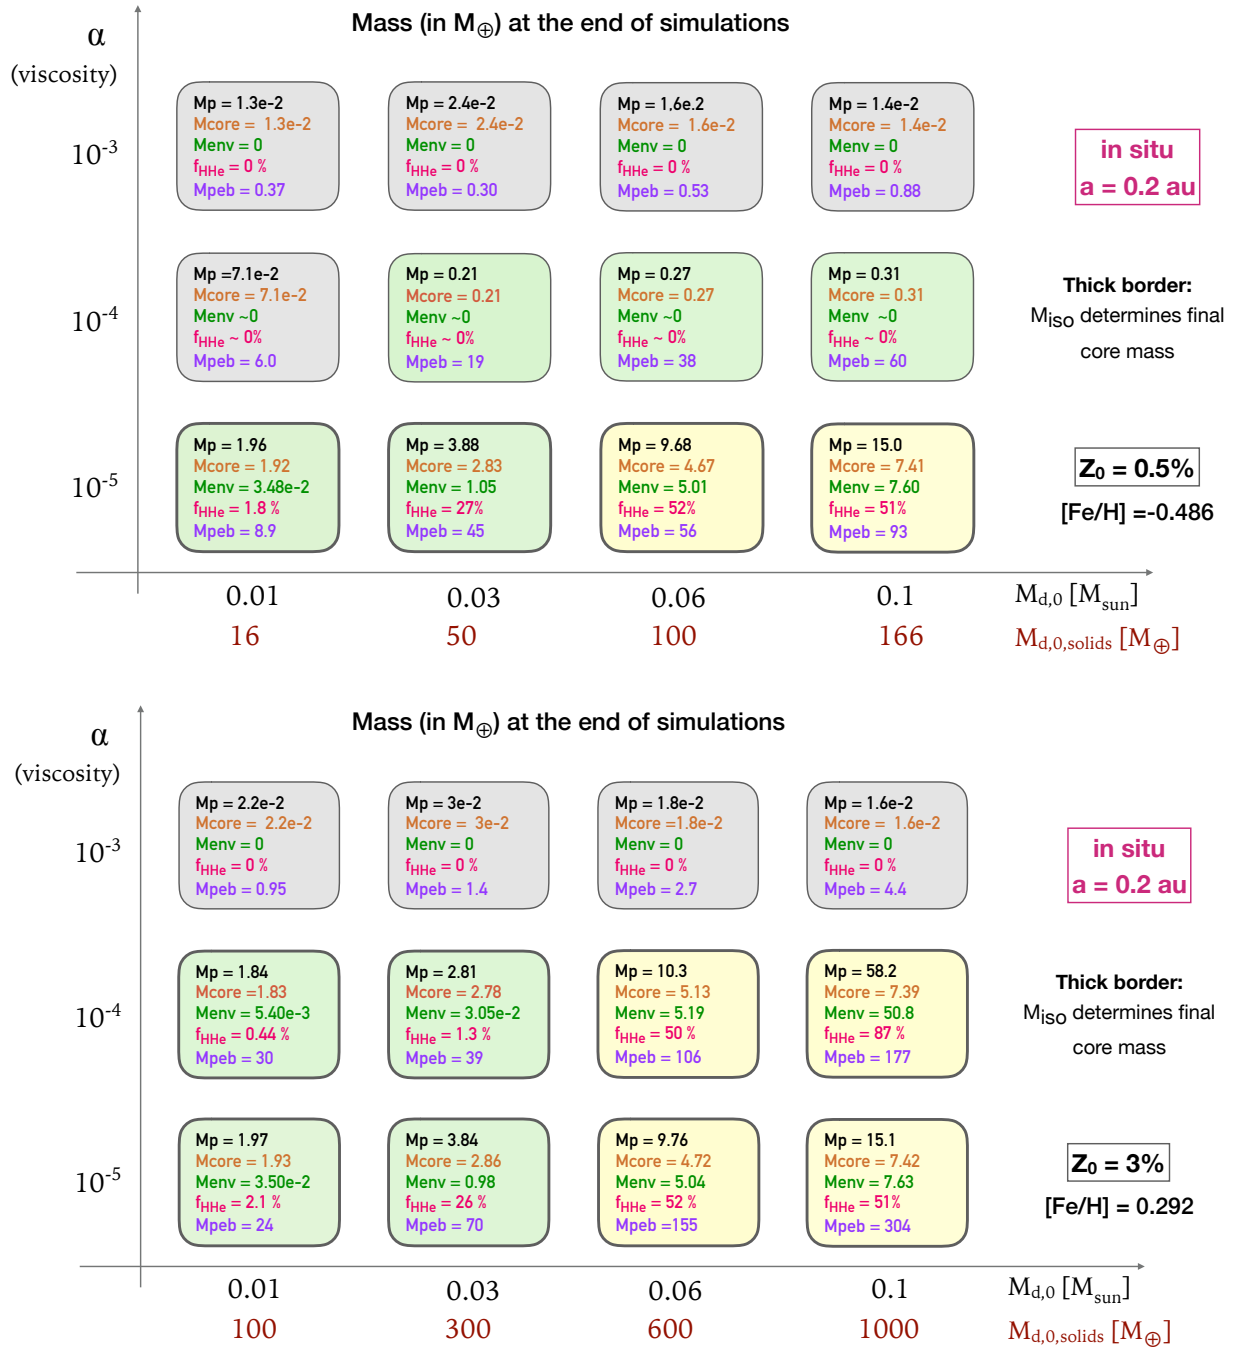 Mass (in M⊕) at the end of simulations
α
(viscosity)
10-3
Mp = 1.3e-2
Mcore = 1.3e-2
Menv = 0
fHHe = 0 %
Mpeb = 0.37
Mp = 2.4e-2
Mcore = 2.4e-2
Menv = 0
fHHe = 0 %
Mpeb = 0.30
Mp = 1,6e.2
Mcore = 1.6e-2
Menv = 0
fHHe = 0 %
Mpeb = 0.53
Mp = 1.4e-2
Mcore = 1.4e-2
Menv = 0
fHHe = 0 %
Mpeb = 0.88
in situ
a = 0.2 au
10-4
Mp =7.1e-2
Mcore = 7.1e-2
Menv ~0
fHHe ~ 0%
Mpeb = 6.0
Mp = 0.21
Mcore = 0.21
Menv ~0
fHHe ~ 0%
Mpeb = 19
Mp = 0.27
Mcore = 0.27
Menv ~0
fHHe ~ 0%
Mpeb = 38
Mp = 0.31
Mcore = 0.31
Menv ~0
fHHe ~ 0%
Mpeb = 60
Thick border:
Miso determines final
core mass
10-5
Mp = 1.96
Mcore = 1.92
Menv = 3.48e-2
fHHe = 1.8 %
Mpeb = 8.9
Mp = 3.88
Mcore = 2.83
Menv = 1.05
fHHe = 27%
Mpeb = 45
Mp = 9.68
Mcore = 4.67
Menv = 5.01
fHHe = 52%
Mpeb = 56
Mp = 15.0
Mcore = 7.41
Menv = 7.60
fHHe = 51%
Mpeb = 93
Z0 = 0.5%
[Fe/H] =-0.486
0.01 0.03 0.06 0.1 Md,0 [Msun]
16 50 100 166 Md,0,solids [M⊕]
Mass (in M⊕) at the end of simulations
α
(viscosity)
10-3
Mp = 2.2e-2
Mcore = 2.2e-2
Menv = 0
fHHe = 0 %
Mpeb = 0.95
Mp = 3e-2
Mcore = 3e-2
Menv = 0
fHHe = 0 %
Mpeb = 1.4
Mp = 1.8e-2
Mcore =1.8e-2
Menv = 0
fHHe = 0 %
Mpeb = 2.7
Mp = 1.6e-2
Mcore = 1.6e-2
Menv = 0
fHHe = 0 %
Mpeb = 4.4
in situ
a = 0.2 au
10-4
Mp = 1.84
Mcore =1.83
Menv = 5.40e-3
fHHe = 0.44 %
Mpeb = 30
Mp = 2.81
Mcore = 2.78
Menv = 3.05e-2
fHHe = 1.3 %
Mpeb = 39
Mp = 10.3
Mcore = 5.13
Menv = 5.19
fHHe = 50 %
Mpeb = 106
Mp = 58.2
Mcore = 7.39
Menv = 50.8
fHHe = 87 %
Mpeb = 177
Thick border:
Miso determines final
core mass
10-5
Mp = 1.97
Mcore = 1.93
Menv = 3.50e-2
fHHe = 2.1 %
Mpeb = 24
Mp = 3.84
Mcore = 2.86
Menv = 0.98
fHHe = 26 %
Mpeb = 70
Mp = 9.76
Mcore = 4.72
Menv = 5.04
fHHe = 52 %
Mpeb =155
Mp = 15.1
Mcore = 7.42
Menv = 7.63
fHHe = 51%
Mpeb = 304
Z0 = 3%
[Fe/H] = 0.292
0.01 0.03 0.06 0.1 Md,0 [Msun]
100 300 600 1000 Md,0,solids [M⊕]